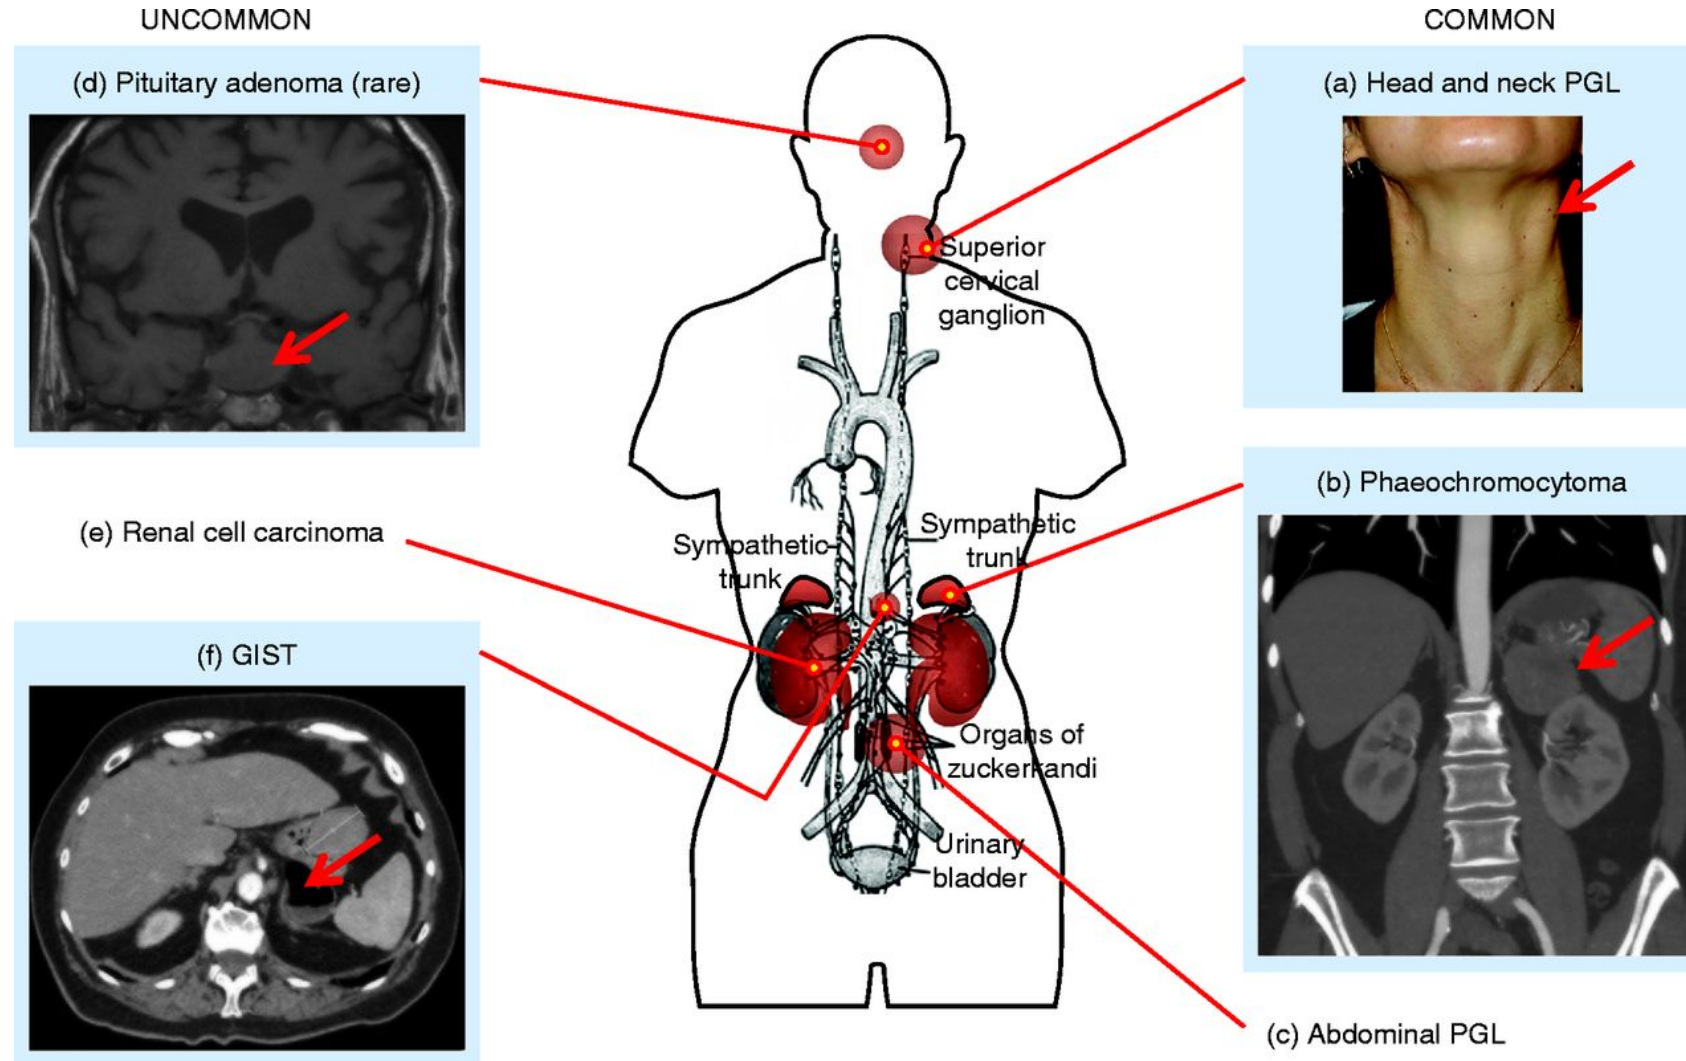 UNCOMMON
COMMON
(d) Pituitary adenoma (rare)
(a) Head and neck PGL
Superior
cervical
ganglion
(b) Phaeochromocytoma
(e) Renal cell carcinoma
Sympathetic
trunk
Sympathetic
trunk
(f) GIST
Organs of
zuckerkandi
Urinary
bladder
(c) Abdominal PGL